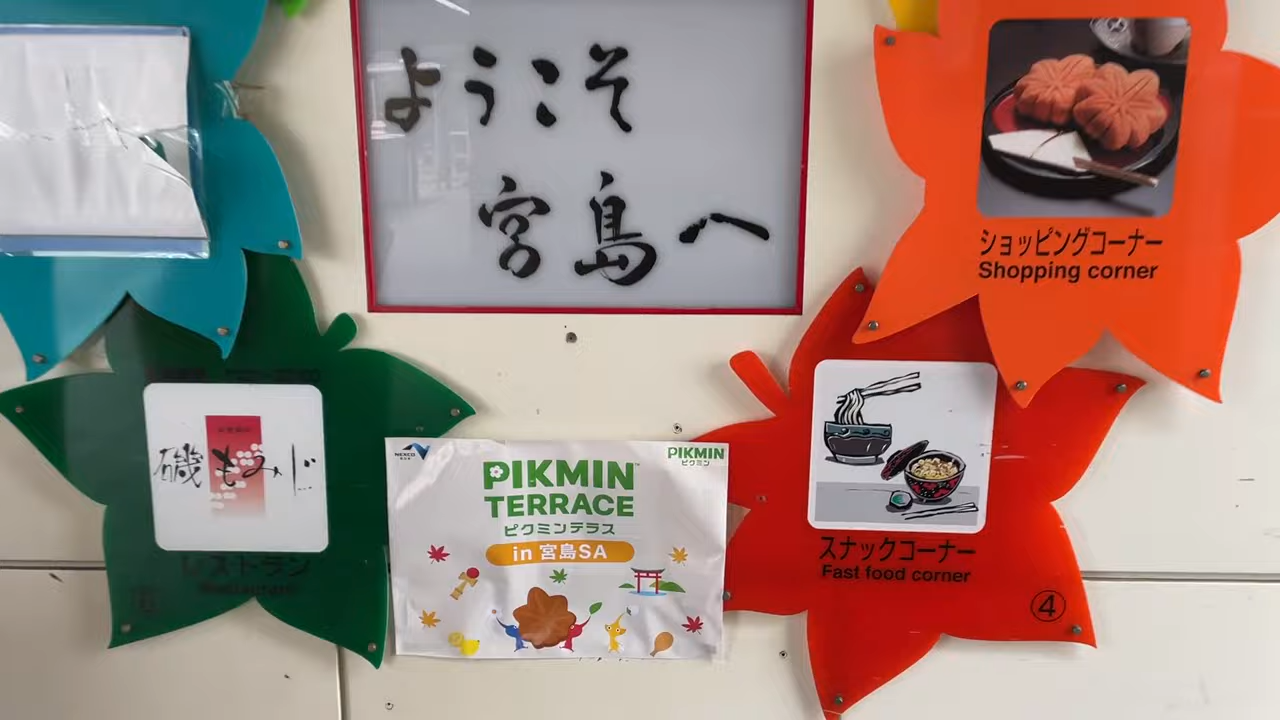 ようこそ
宮島へ
ショッピングコーナー
Shopping corner
磯もみじ
レストラン
Restaurant
NEXCO
PIKMIN
ピクミン
PIKMIN™
TERRACE
ピクミンテラス
in 宮島SA
スナックコーナー
Fast food corner
④